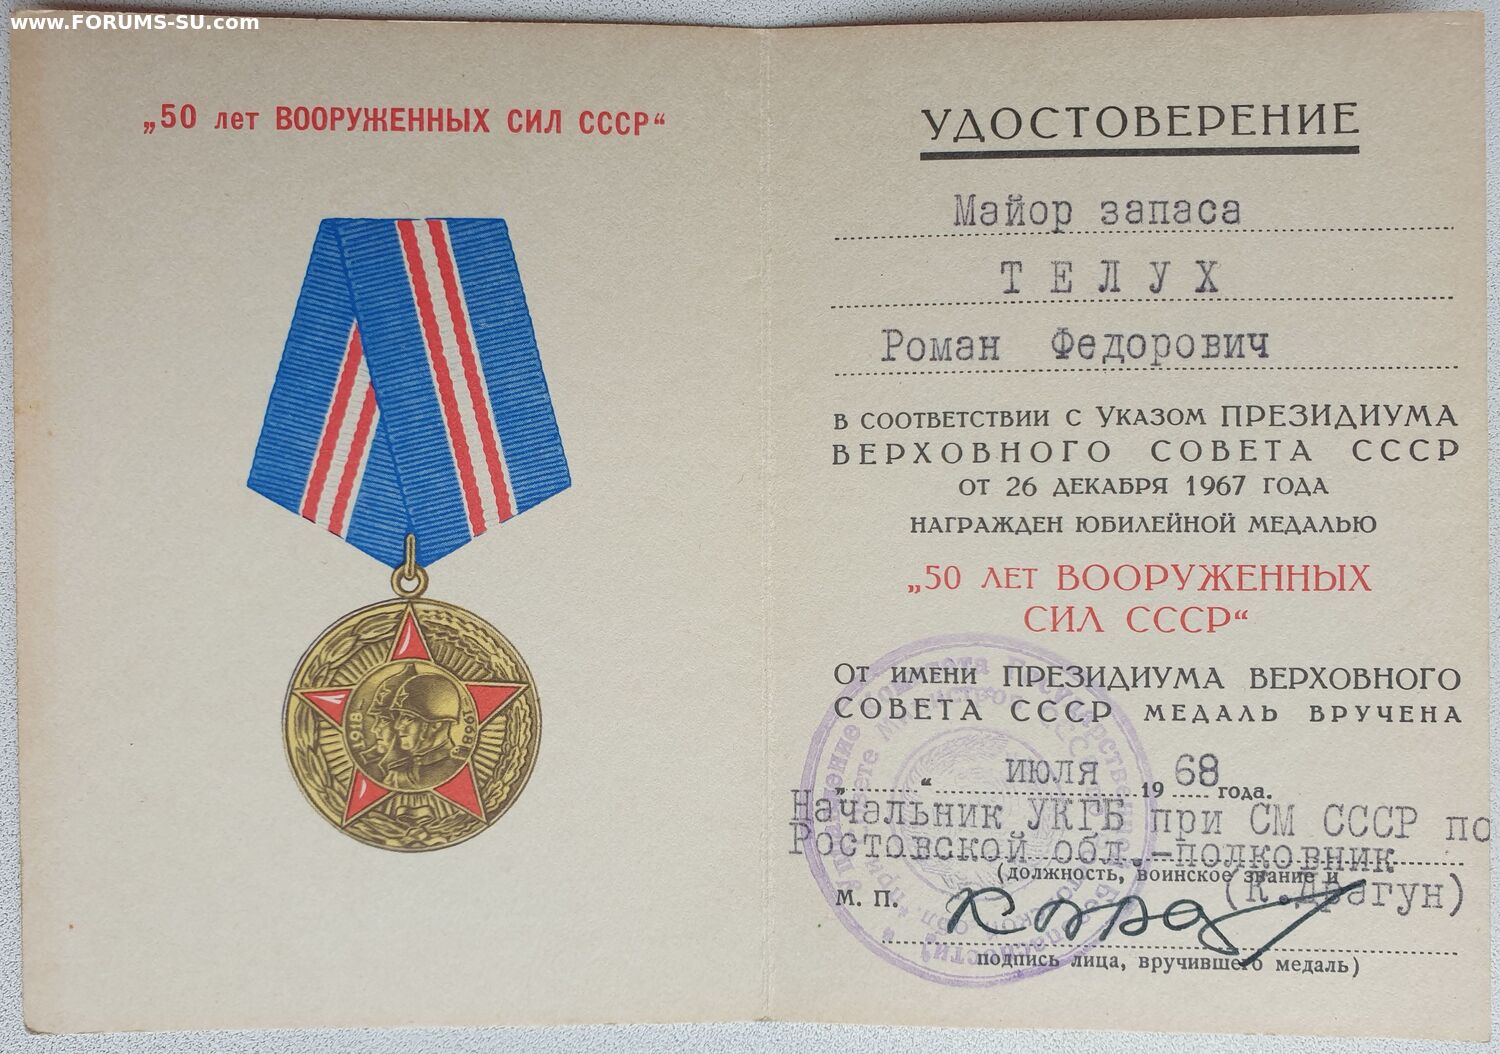 www.FORUMS-SU.com
„50 лет ВООРУЖЕННЫХ СИЛ СССР“
1918
1968
УДОСТОВЕРЕНИЕ
Майор запаса
ТЕЛУХ
Роман Федорович
В СООТВЕТСТВИИ С УКАЗОМ ПРЕЗИДИУМА
ВЕРХОВНОГО СОВЕТА СССР
ОТ 26 ДЕКАБРЯ 1967 ГОДА
НАГРАЖДЕН ЮБИЛЕЙНОЙ МЕДАЛЬЮ
„50 ЛЕТ ВООРУЖЕННЫХ
СИЛ СССР“
ОТ ИМЕНИ ПРЕЗИДИУМА ВЕРХОВНОГО
СОВЕТА СССР МЕДАЛЬ ВРУЧЕНА
„ “ июля 1968 года.
Начальник УКГБ при СМ СССР по
Ростовской обл.-полковник
(должность, воинское звание и
(К.Драгун)
М. П.
подпись лица, вручившего медаль)